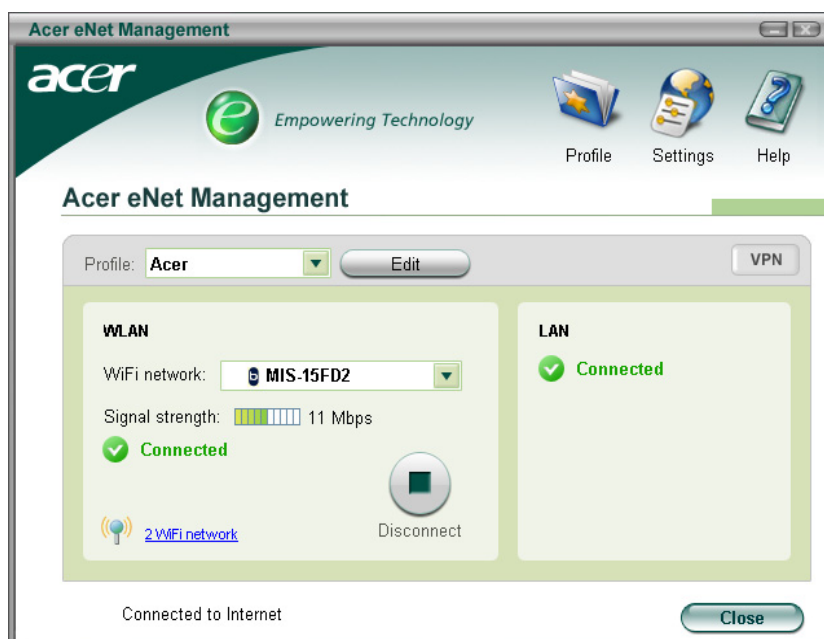 Acer eNet Management
acer
Empowering Technology
Profile
Settings
Help
Acer eNet Management
Profile:
Acer
Edit
VPN
WLAN
WiFi network:
MIS-15FD2
Signal strength:
11 Mbps
Connected
2 WiFi network
Disconnect
LAN
Connected
Connected to Internet
Close